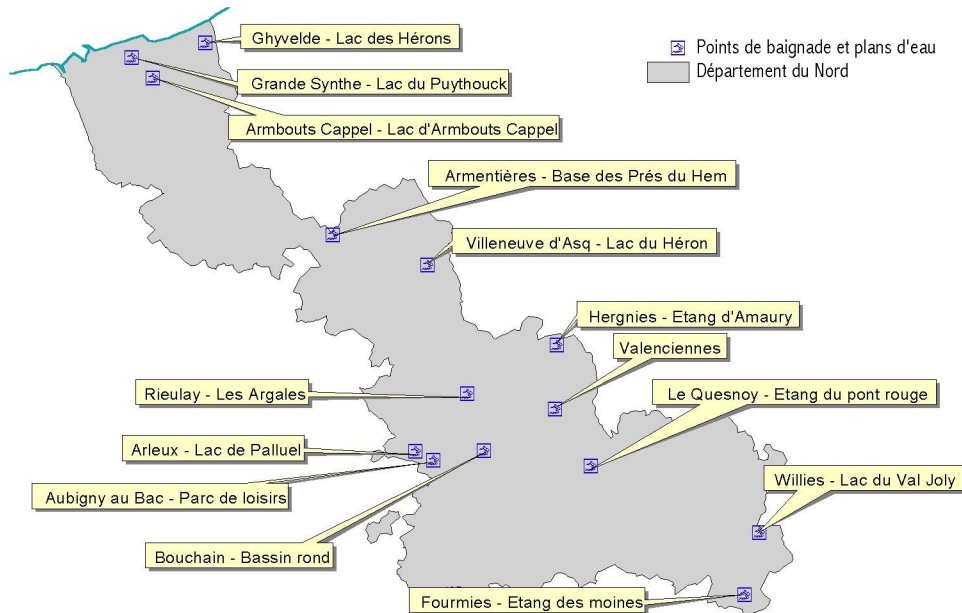 Ghyvelde - Lac des Hérons
Points de baignade et plans d'eau
Département du Nord
Grande Synthe - Lac du Puythouck
Armbouts Cappel - Lac d'Armbouts Cappel
Armentières - Base des Prés du Hem
Villeneuve d'Asq - Lac du Héron
Hergnies - Etang d'Amaury
Valenciennes
Rieulay - Les Argales
Le Quesnoy - Etang du pont rouge
Arleux - Lac de Palluel
Willies - Lac du Val Joly
Aubigny au Bac - Parc de loisirs
Bouchain - Bassin rond
Fourmies - Etang des moines